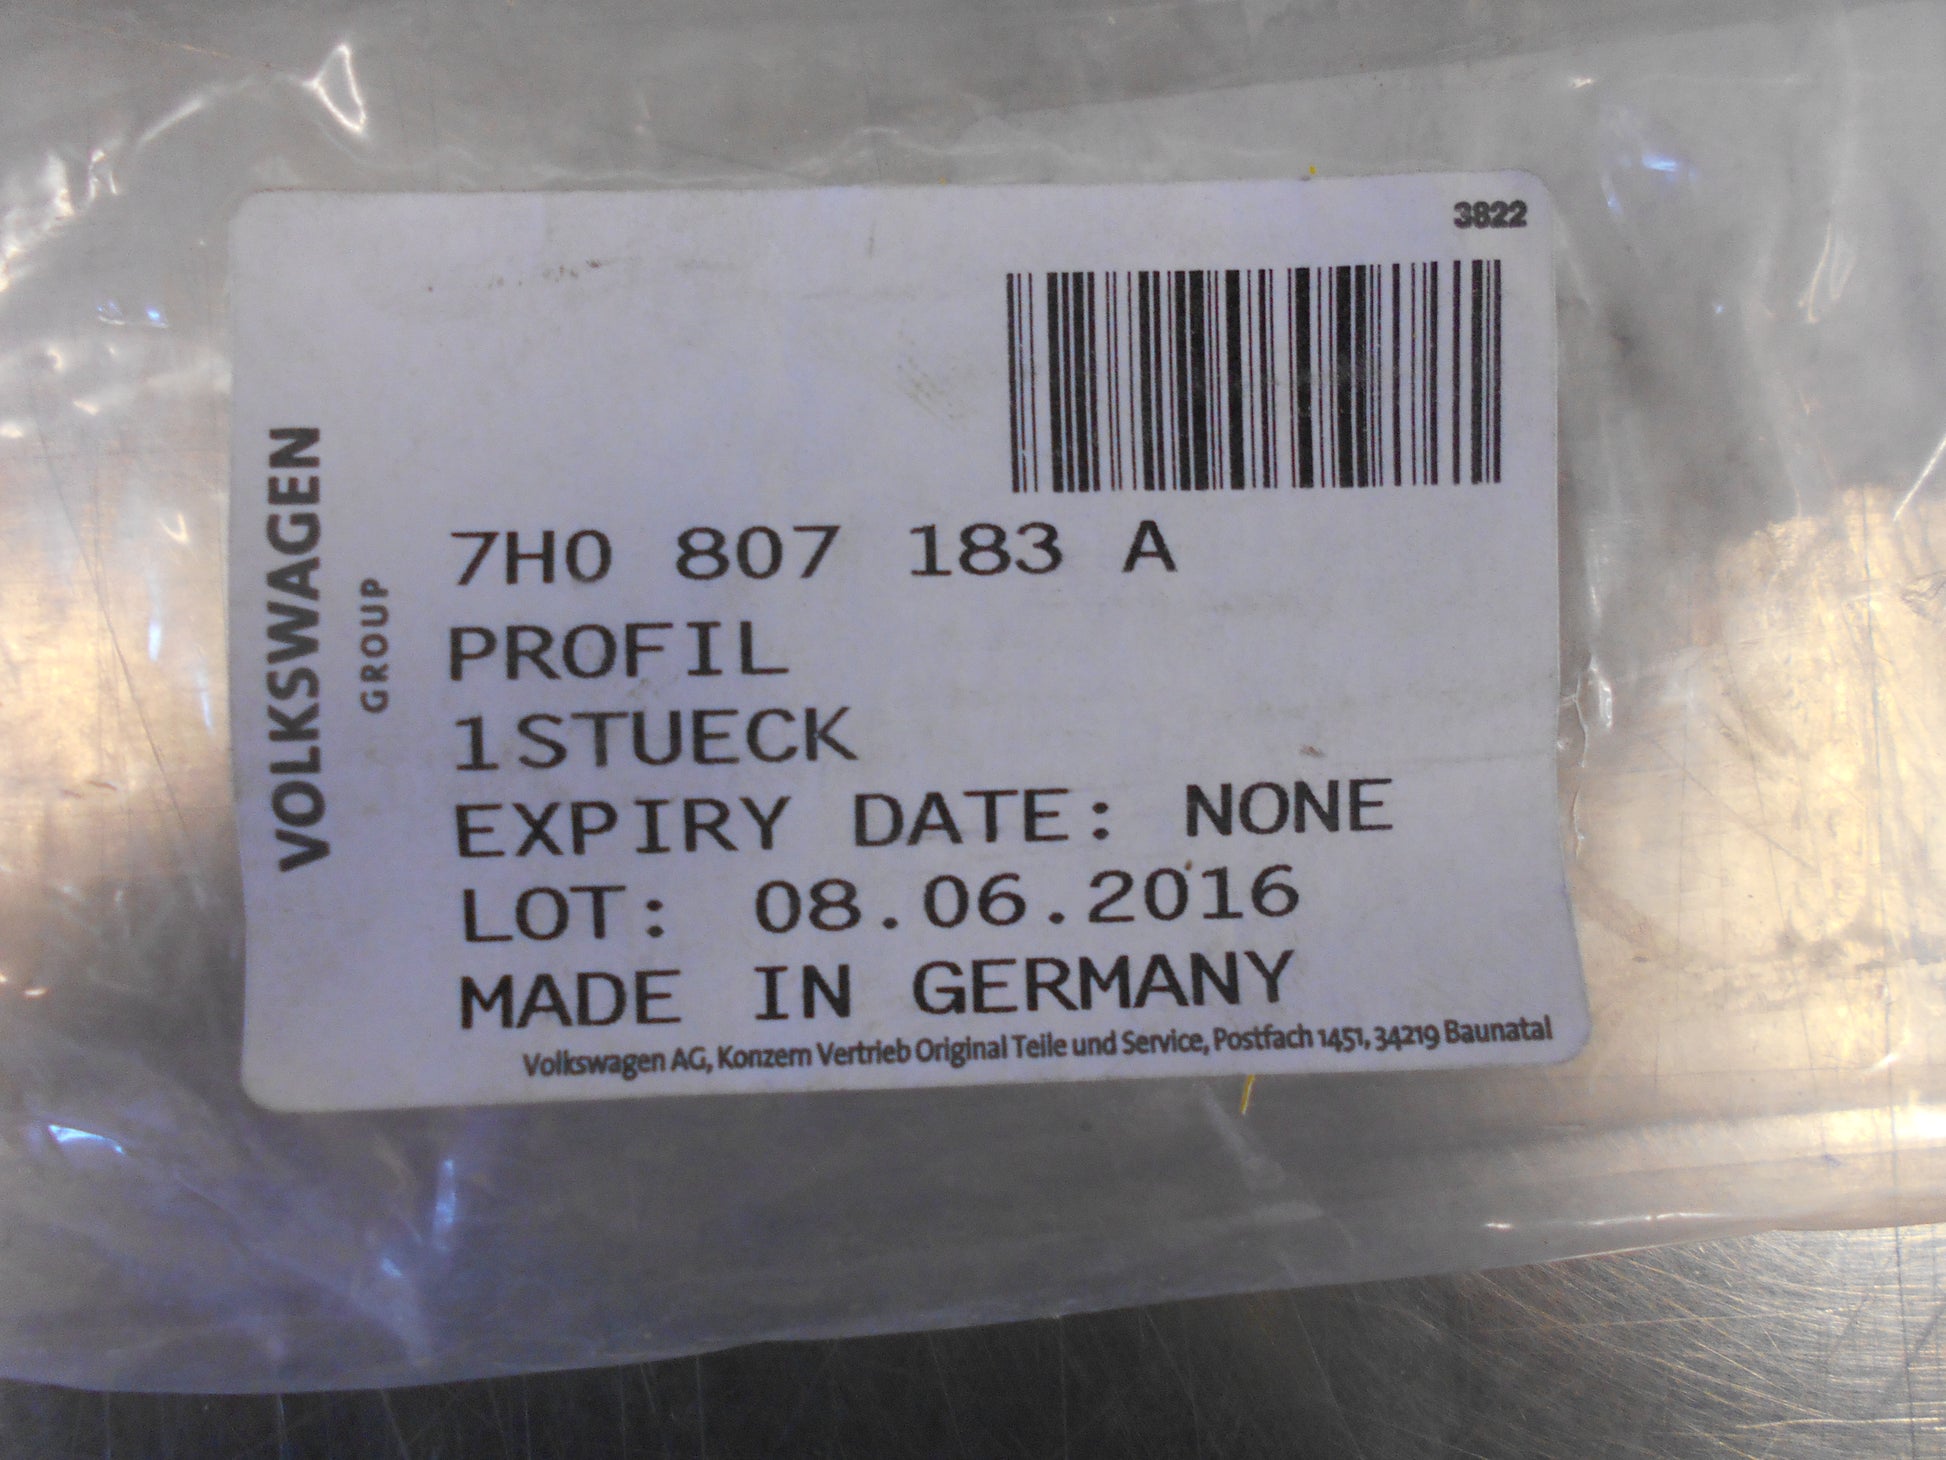 3822
VOLKSWAGEN
GROUP
7H0 807 183 A
PROFIL
1STUECK
EXPIRY DATE: NONE
LOT: 08.06.2016
MADE IN GERMANY
Volkswagen AG, Konzern Vertrieb Original Teile und Service, Postfach 1451, 34219 Baunatal